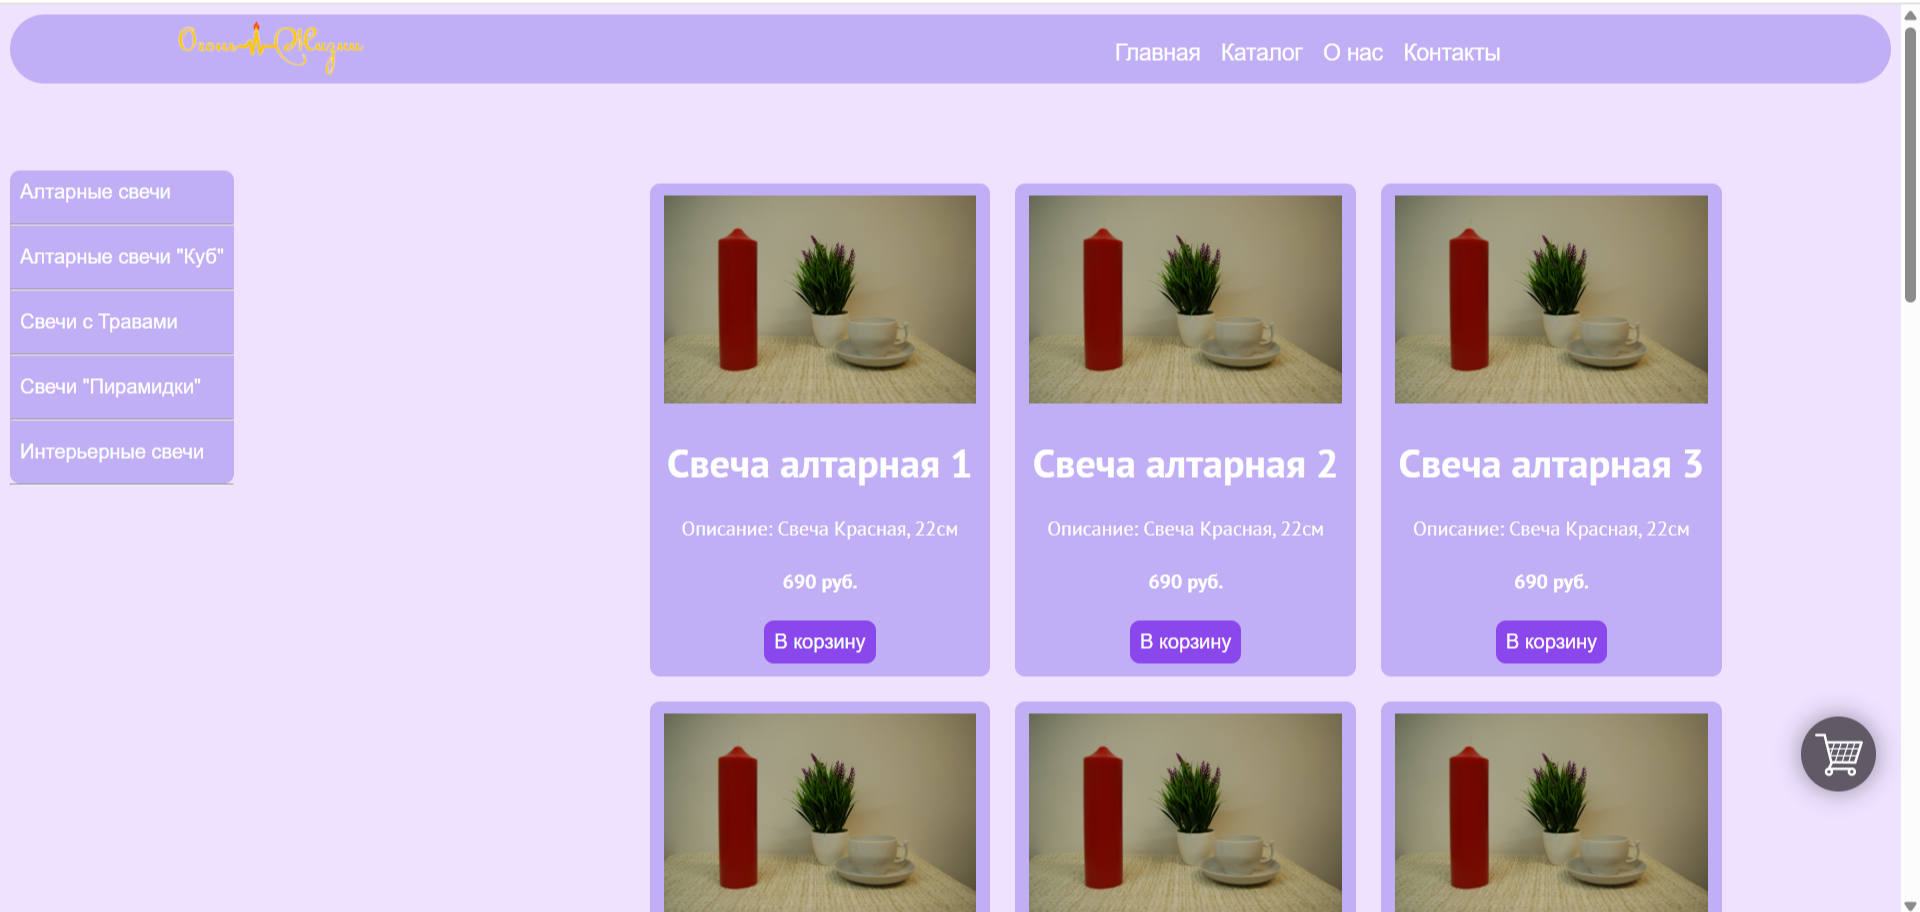 Огонь Жизни
Главная Каталог О нас Контакты
Алтарные свечи
Алтарные свечи "Куб"
Свечи с Травами
Свечи "Пирамидки"
Интерьерные свечи
Свеча алтарная 1
Описание: Свеча Красная, 22см
690 руб.
В корзину
Свеча алтарная 2
Описание: Свеча Красная, 22см
690 руб.
В корзину
Свеча алтарная 3
Описание: Свеча Красная, 22см
690 руб.
В корзину